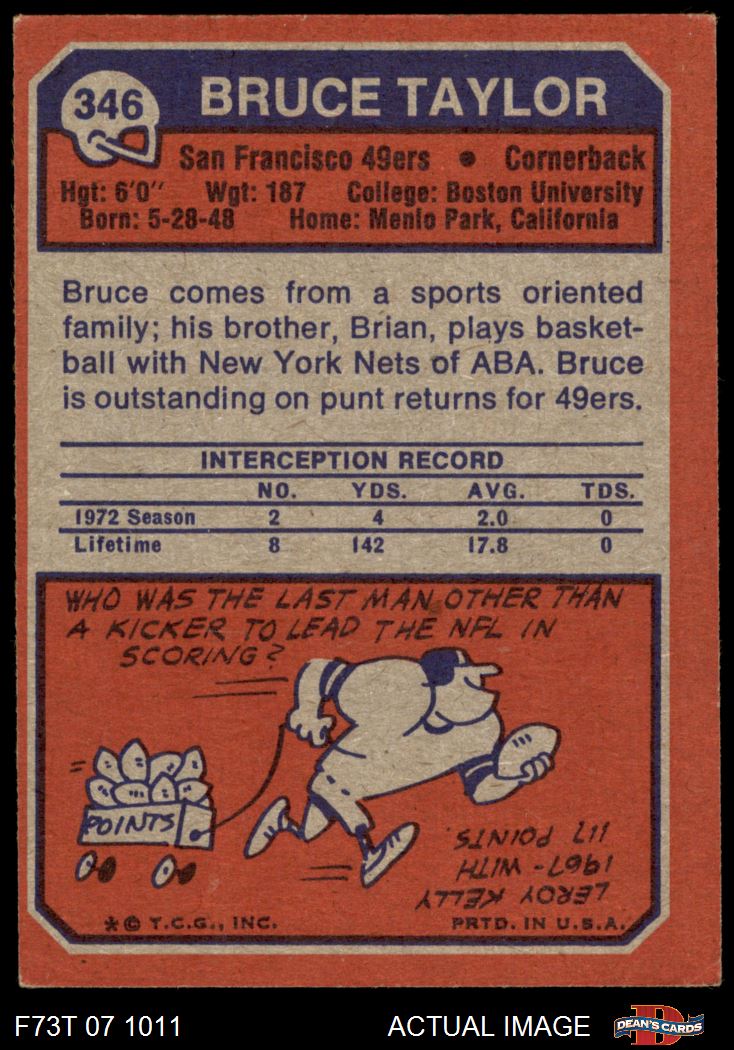 346
BRUCE TAYLOR
San Francisco 49ers • Cornerback
Hgt: 6'0" Wgt: 187 College: Boston University
Born: 5-28-48 Home: Menlo Park, California
Bruce comes from a sports oriented
family; his brother, Brian, plays basket-
ball with New York Nets of ABA. Bruce
is outstanding on punt returns for 49ers.
INTERCEPTION RECORD
NO. YDS. AVG. TDS.
1972 Season 2 4 2.0 0
Lifetime 8 142 17.8 0
WHO WAS THE LAST MAN OTHER THAN
A KICKER TO LEAD THE NFL IN
SCORING?
POINTS
LEROY KELLY
1967 - WITH
117 POINTS.
* © T.C.G., INC. PRTD. IN U.S.A.
F73T 07 1011 ACTUAL IMAGE
D
DEAN'S CARDS